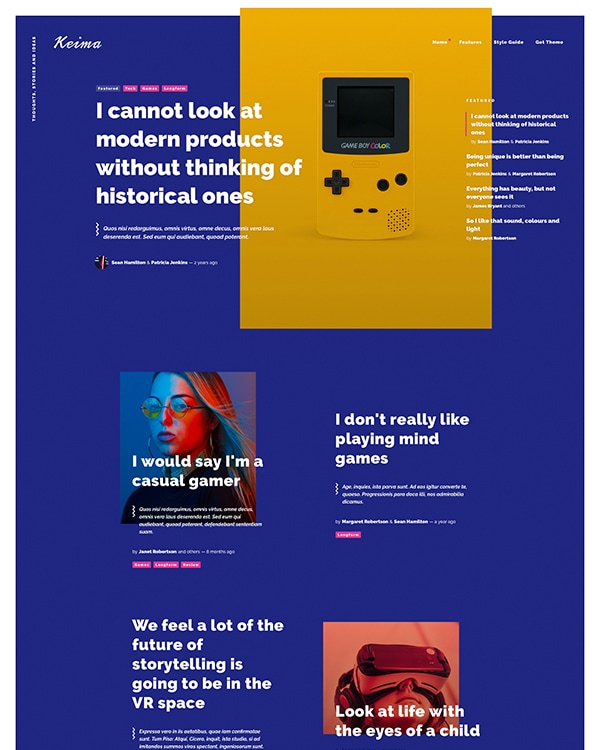 THOUGHTS, STORIES AND IDEAS
Keima
Home Features Style Guide Get Theme
Featured Tech Games Longform
I cannot look at
modern products
without thinking of
historical ones
Quos nisi redarguimus, omnis virtus, omne decus, omnis vera laus
deserenda est. Sed eum qui audiebant, quoad poterant.
Sean Hamilton & Patricia Jenkins — 2 years ago
GAME BOY COLOR
FEATURED
I cannot look at modern products
without thinking of historical
ones
by Sean Hamilton & Patricia Jenkins
Being unique is better than being
perfect
by Patricia Jenkins & Margaret Robertson
Everything has beauty, but not
everyone sees it
by James Bryant and others
So I like that sound, colours and
light
by Margaret Robertson
I would say I'm a
casual gamer
Quos nisi redarguimus, omnis virtus, omne decus,
omnis vera laus deserenda est. Sed eum qui
audiebant, quoad poterant, defendebant sententiam
suam.
by Janet Robertson and others — 8 months ago
Games Longform Review
I don't really like
playing mind
games
Age, inquies, ista parva sunt. Ad eos igitur converte te,
quaeso. Progressionis para doca illi, nos admirabilia
dicamus.
by Margaret Robertson & Sean Hamilton — a year ago
Longform
We feel a lot of the
future of
storytelling is
going to be in the
VR space
Expressa vero in iis aetatibus, quae iam confirmatae
sunt. Tum Piso: Atqui, Cicero, inquit, ista studia, si ad
imitandos summos viros spectant, ingeniosorum sunt.
Look at life with
the eyes of a child